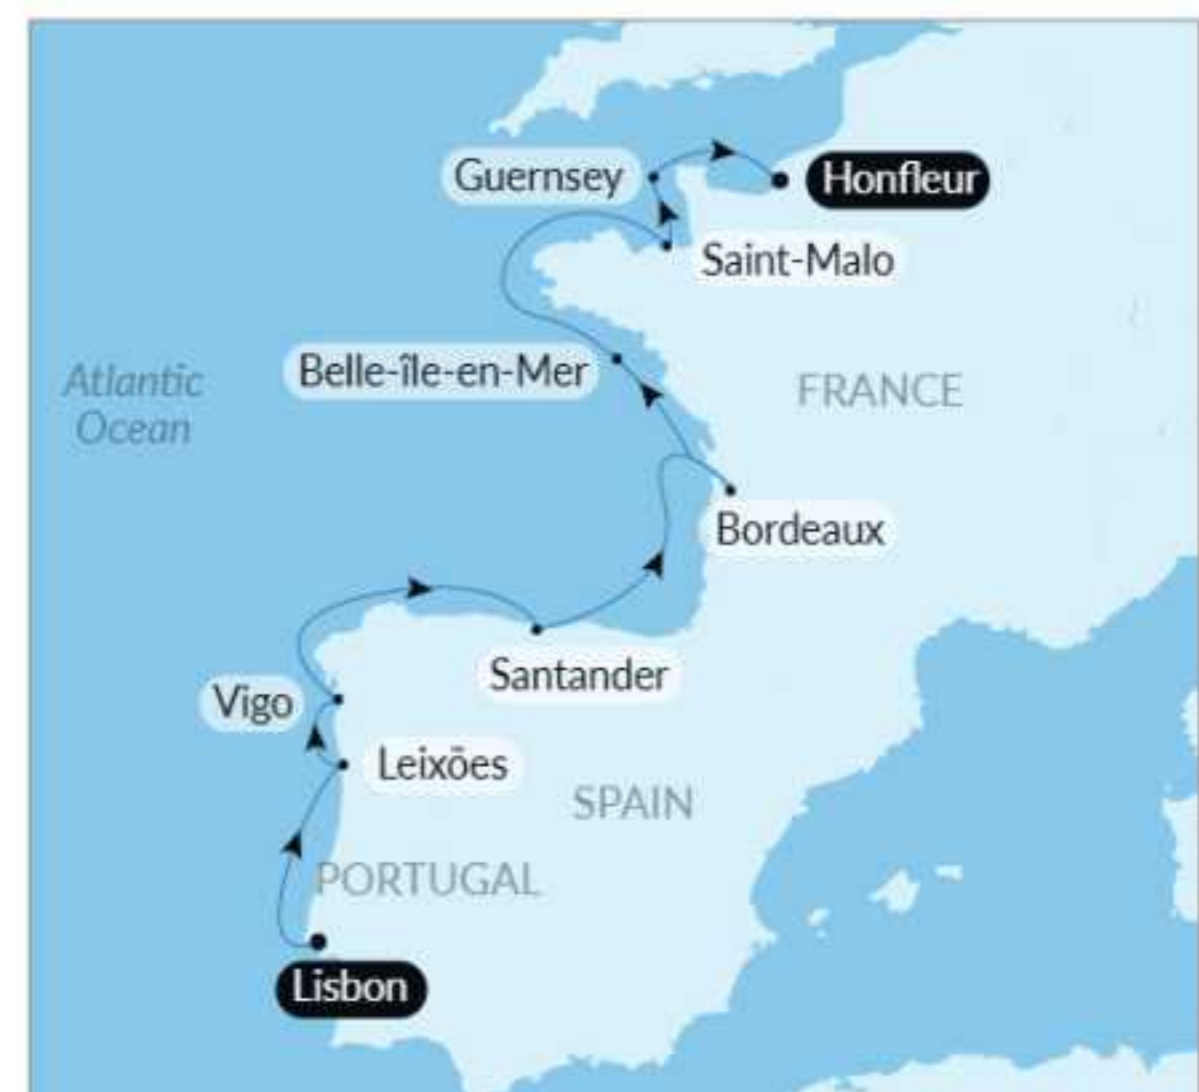 Guernsey
Honfleur
Saint-Malo
Belle-île-en-Mer
Atlantic
Ocean
FRANCE
Bordeaux
Santander
Vigo
Leixões
SPAIN
PORTUGAL
Lisbon